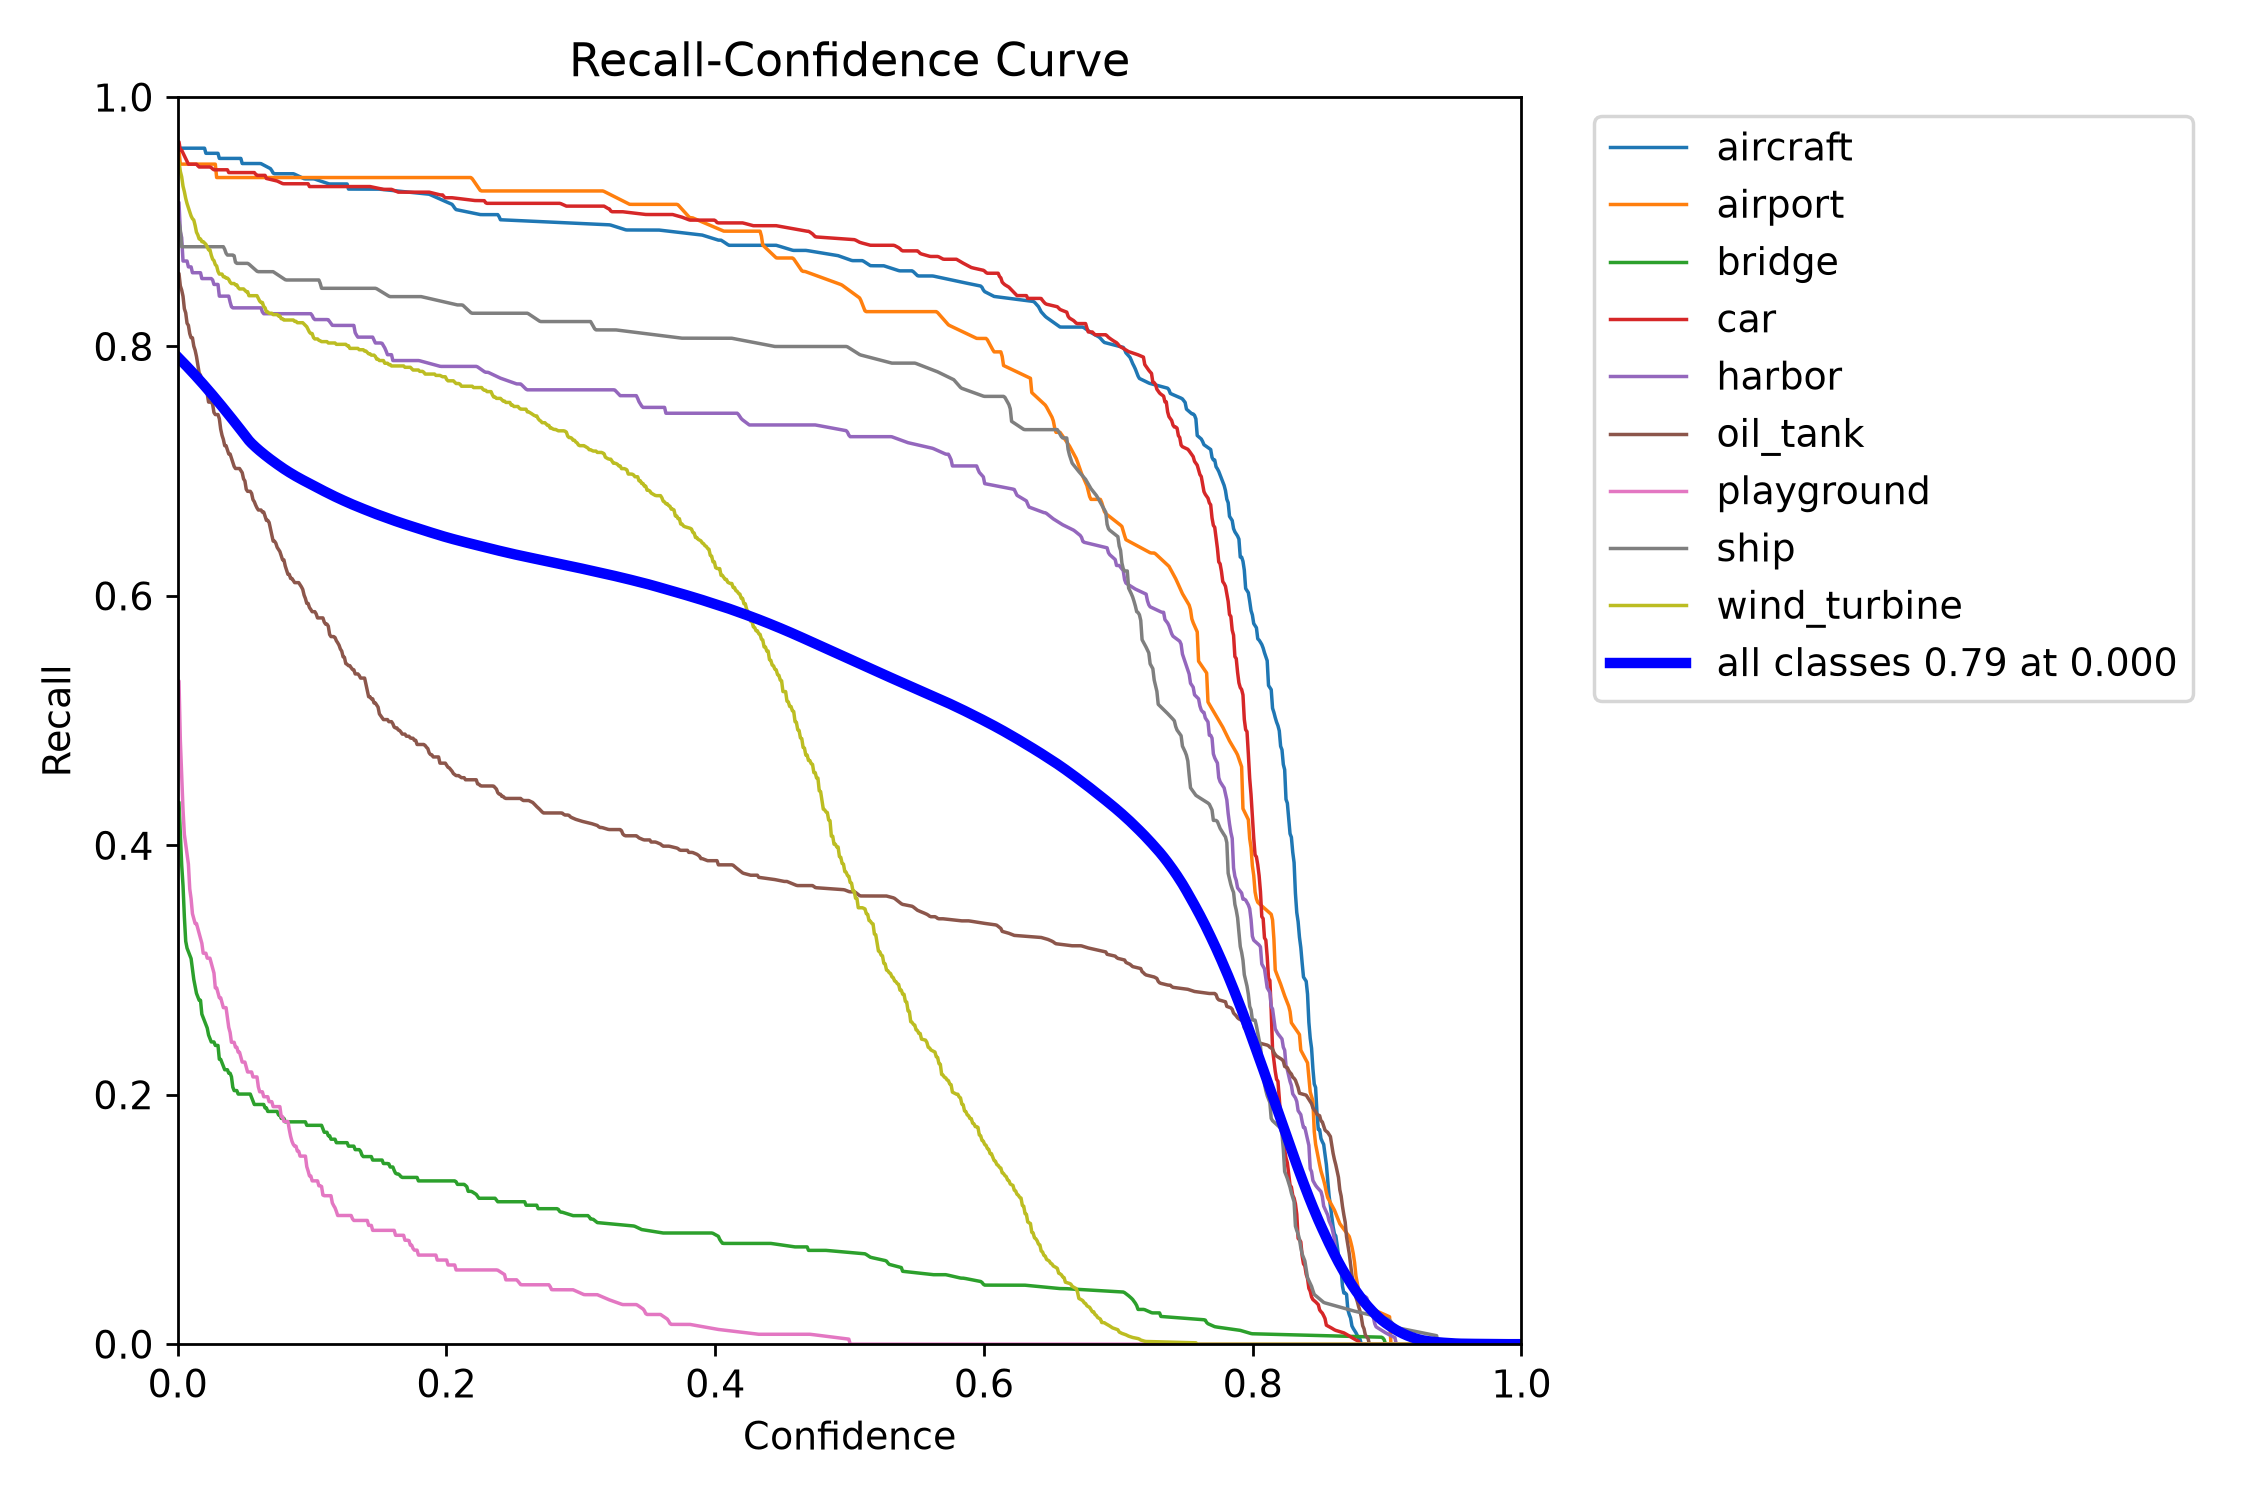 Recall-Confidence Curve
1.0
0.8
0.6
0.4
0.2
0.0
Recall
0.0 0.2 0.4 0.6 0.8 1.0
Confidence
aircraft
airport
bridge
car
harbor
oil_tank
playground
ship
wind_turbine
all classes 0.79 at 0.000